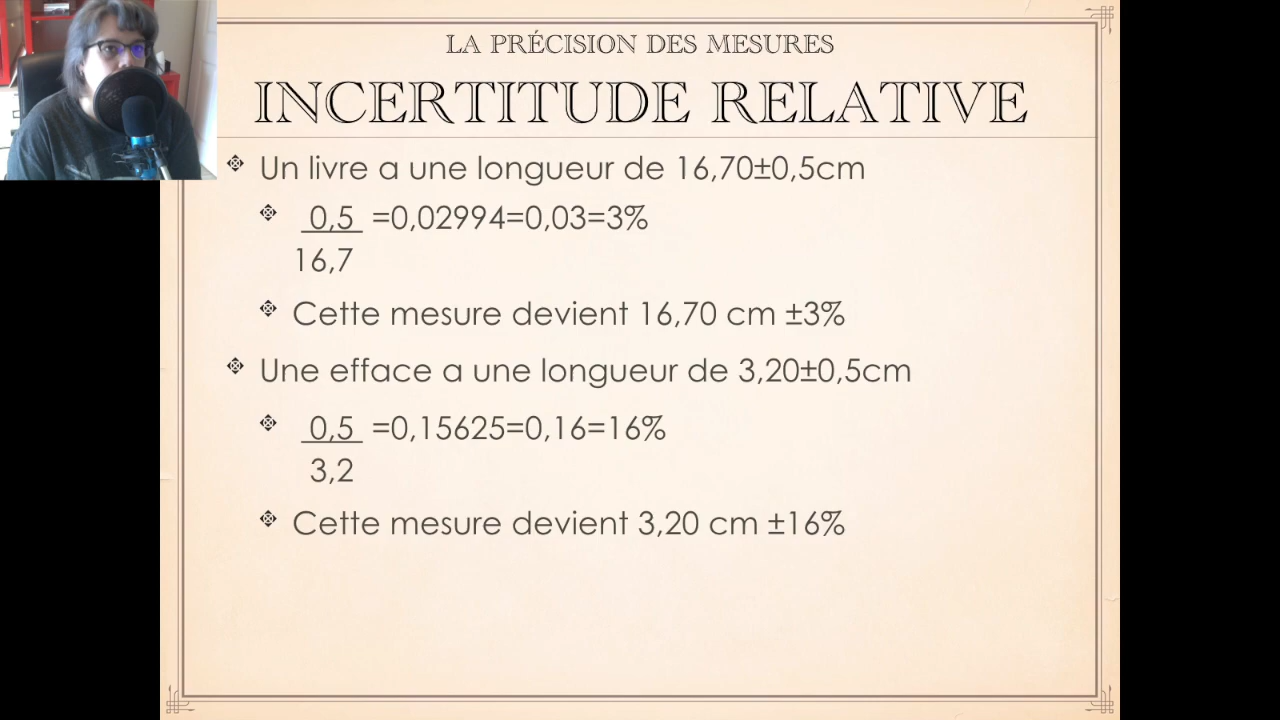 LA PRÉCISION DES MESURES
INCERTITUDE RELATIVE
Un livre a une longueur de 16,70±0,5cm
0,5 =0,02994=0,03=3%
16,7
Cette mesure devient 16,70 cm ±3%
Une efface a une longueur de 3,20±0,5cm
0,5 =0,15625=0,16=16%
3,2
Cette mesure devient 3,20 cm ±16%